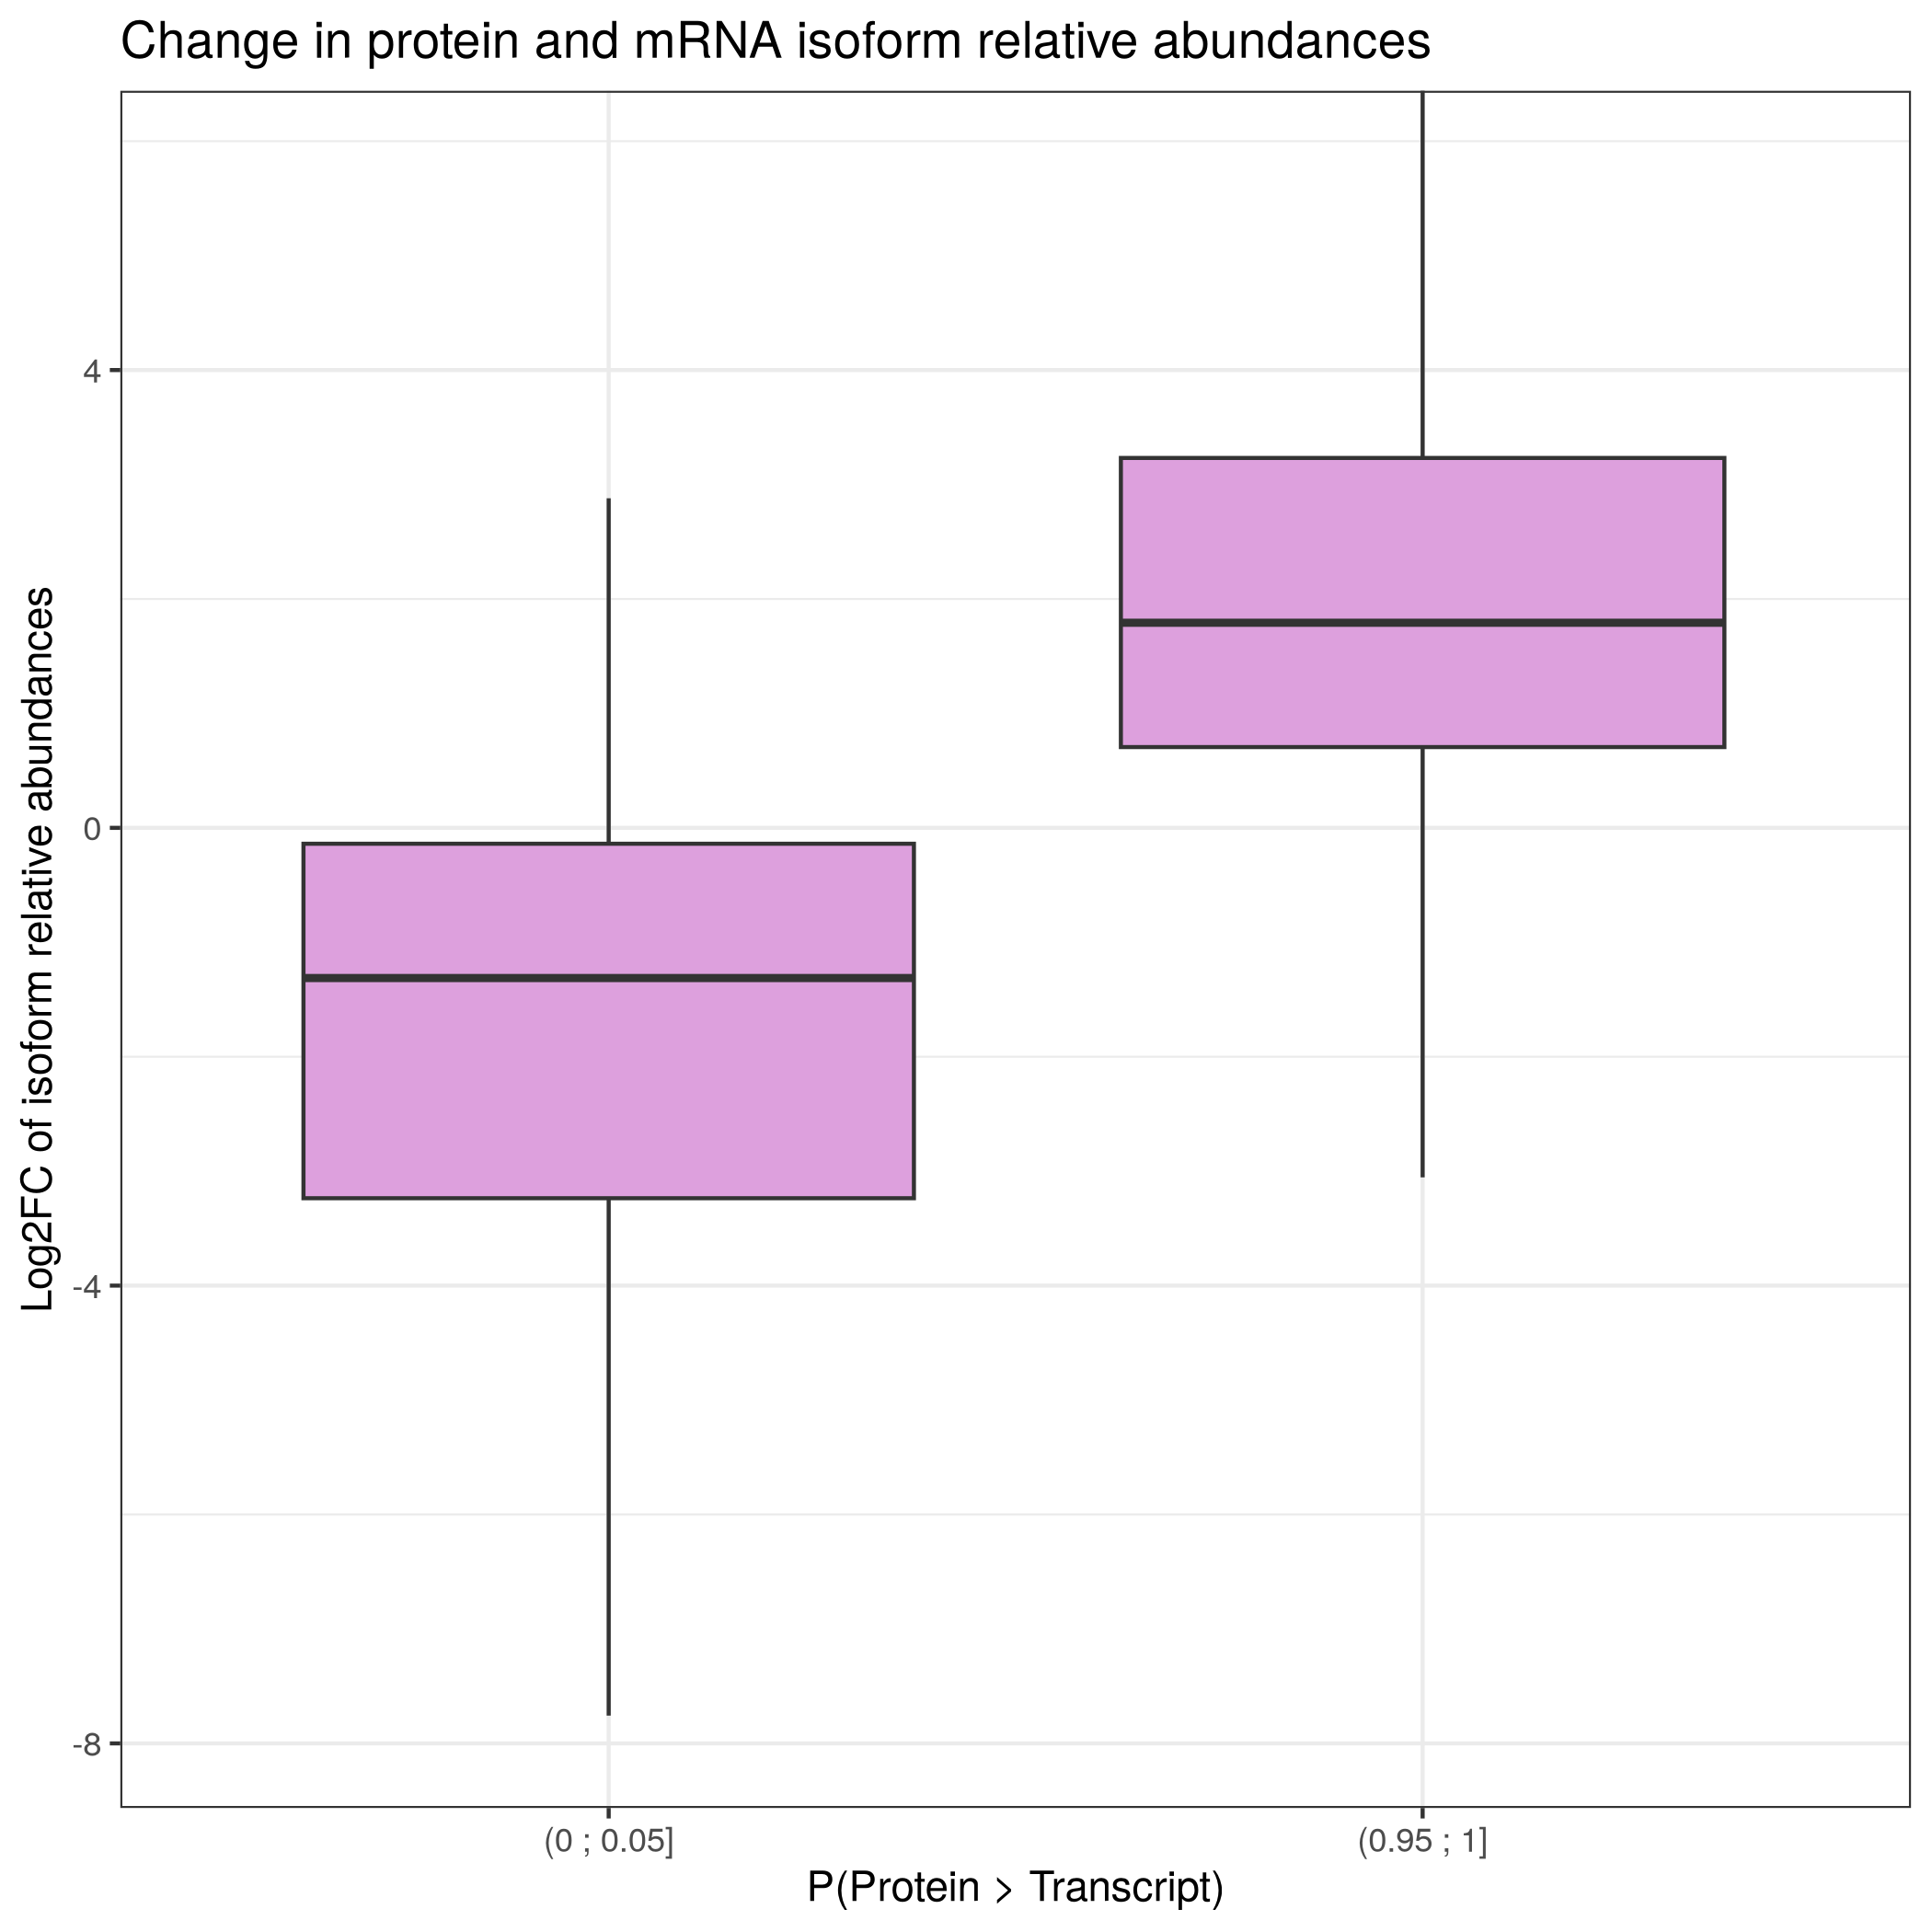 Change in protein and mRNA isoform relative abundances
Log2FC of isoform relative abundances
4
0
-4
-8
(0 ; 0.05]
(0.95 ; 1]
P(Protein > Transcript)